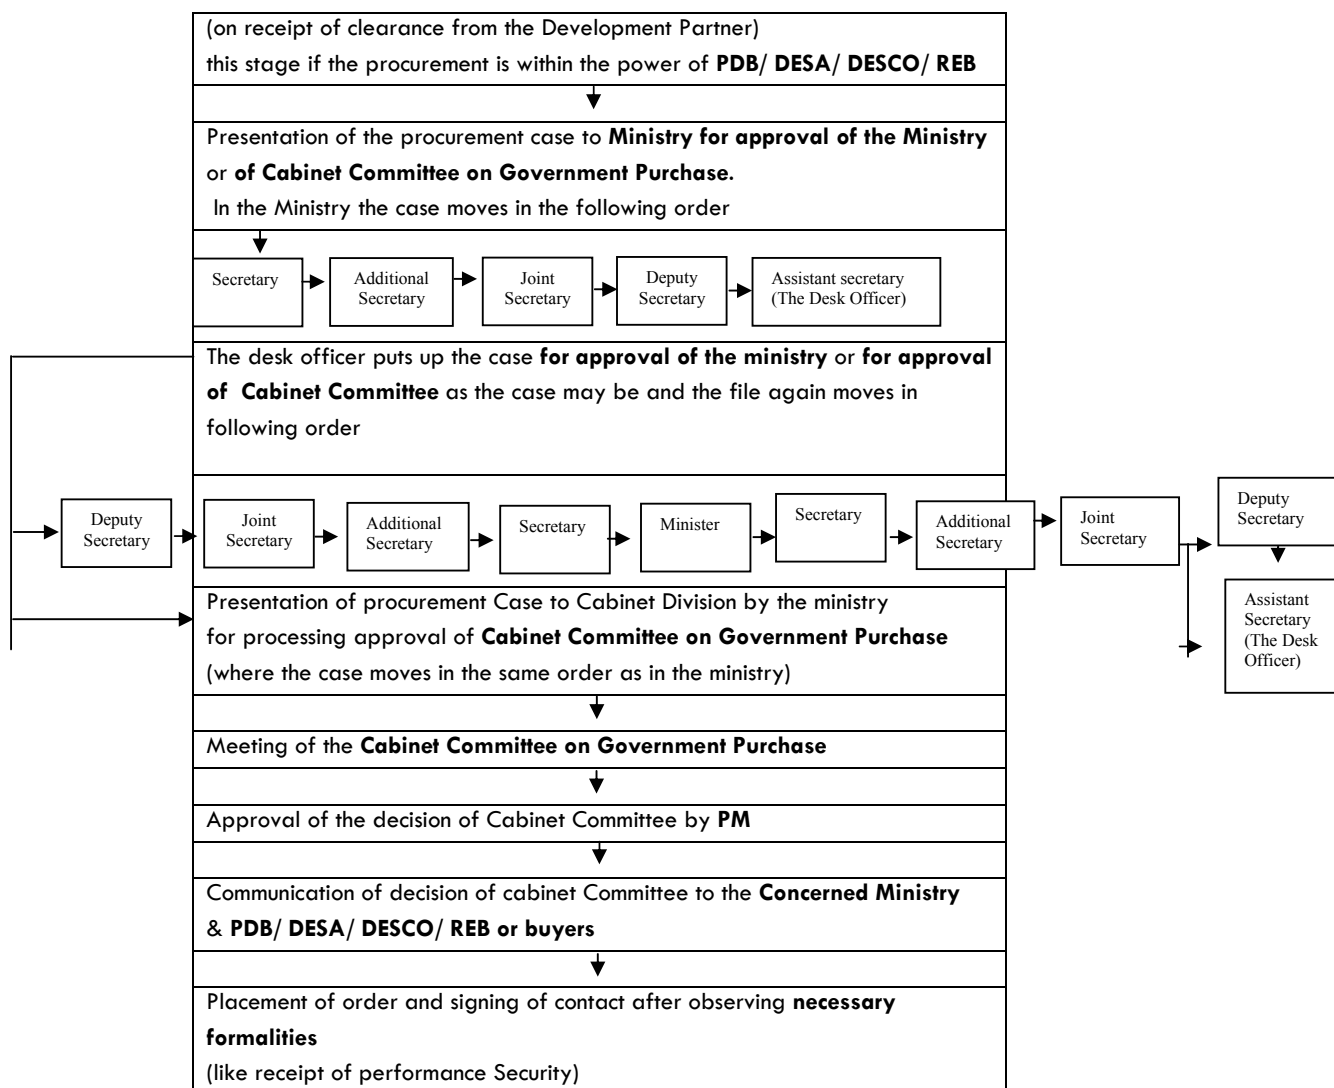 (on receipt of clearance from the Development Partner)
this stage if the procurement is within the power of PDB/ DESA/ DESCO/ REB
Presentation of the procurement case to Ministry for approval of the Ministry
or of Cabinet Committee on Government Purchase.
In the Ministry the case moves in the following order
Secretary
Additional
Secretary
Joint
Secretary
Deputy
Secretary
Assistant secretary
(The Desk Officer)
The desk officer puts up the case for approval of the ministry or for approval
of Cabinet Committee as the case may be and the file again moves in
following order
Deputy
Secretary
Joint
Secretary
Additional
Secretary
Secretary
Minister
Secretary
Additional
Secretary
Joint
Secretary
Deputy
Secretary
Assistant
Secretary
(The Desk
Officer)
Presentation of procurement Case to Cabinet Division by the ministry
for processing approval of Cabinet Committee on Government Purchase
(where the case moves in the same order as in the ministry)
Meeting of the Cabinet Committee on Government Purchase
Approval of the decision of Cabinet Committee by PM
Communication of decision of cabinet Committee to the Concerned Ministry
& PDB/ DESA/ DESCO/ REB or buyers
Placement of order and signing of contact after observing necessary
formalities
(like receipt of performance Security)